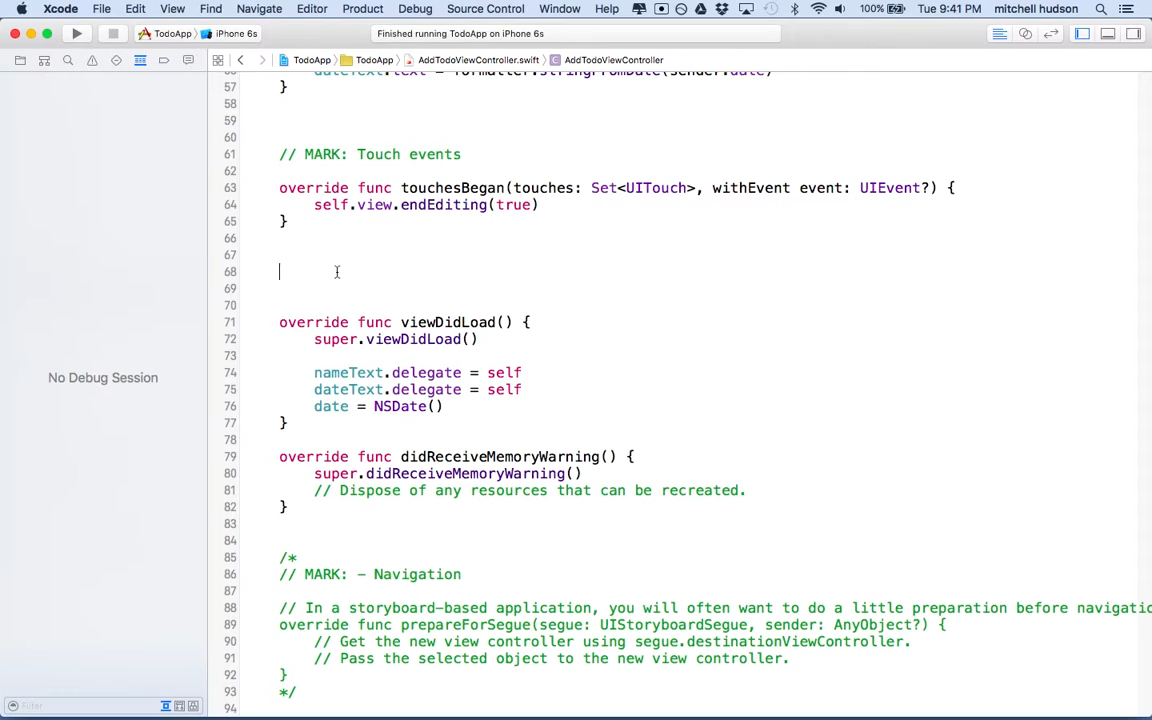 Xcode File Edit View Find Navigate Editor Product Debug Source Control Window Help 100% Tue 9:41 PM mitchell hudson
TodoApp iPhone 6s Finished running TodoApp on iPhone 6s
TodoApp TodoApp AddTodoViewController.swift C AddTodoViewController
dateText.text = formatter.stringFromDate(sender.date)
57 }
58
59
60
61 // MARK: Touch events
62
63 override func touchesBegan(touches: Set<UITouch>, withEvent event: UIEvent?) {
64 self.view.endEditing(true)
65 }
66
67
68
69
70
71 override func viewDidLoad() {
72 super.viewDidLoad()
73
74 nameText.delegate = self
75 dateText.delegate = self
76 date = NSDate()
77 }
78
79 override func didReceiveMemoryWarning() {
80 super.didReceiveMemoryWarning()
81 // Dispose of any resources that can be recreated.
82 }
83
84
85 /*
86 // MARK: - Navigation
87
88 // In a storyboard-based application, you will often want to do a little preparation before navigatio
89 override func prepareForSegue(segue: UIStoryboardSegue, sender: AnyObject?) {
90 // Get the new view controller using segue.destinationViewController.
91 // Pass the selected object to the new view controller.
92 }
93 */
94
No Debug Session
Filter